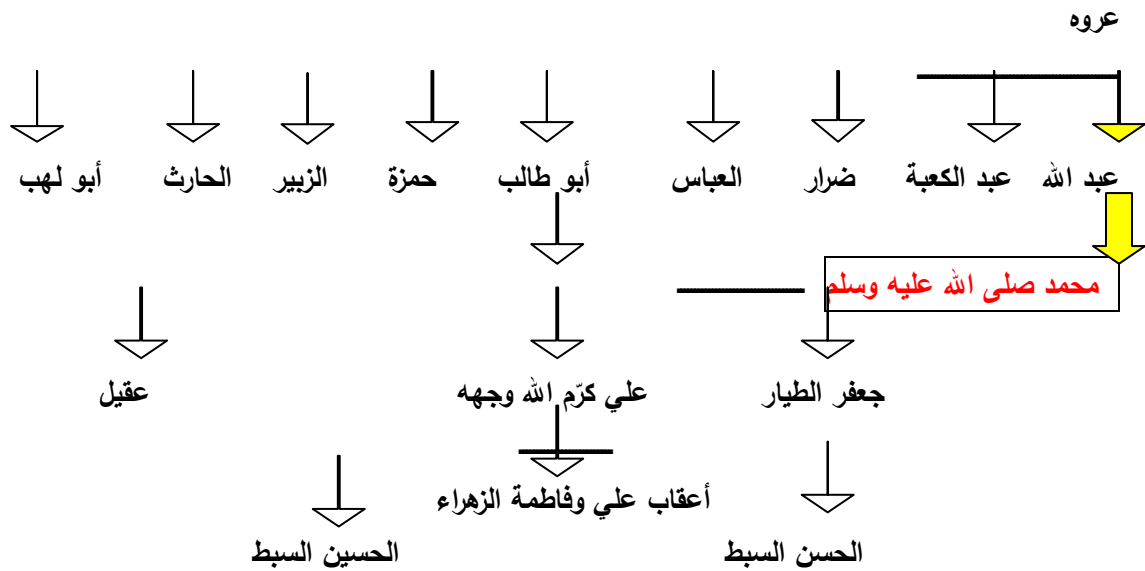 عروه
عبد الله عبد الكعبة ضرار العباس أبو طالب حمزة الزبير الحارث أبو لهب
محمد صلى الله عليه وسلم
جعفر الطيار علي كرّم الله وجهه عقيل
أعقاب علي وفاطمة الزهراء
الحسن السبط الحسين السبط